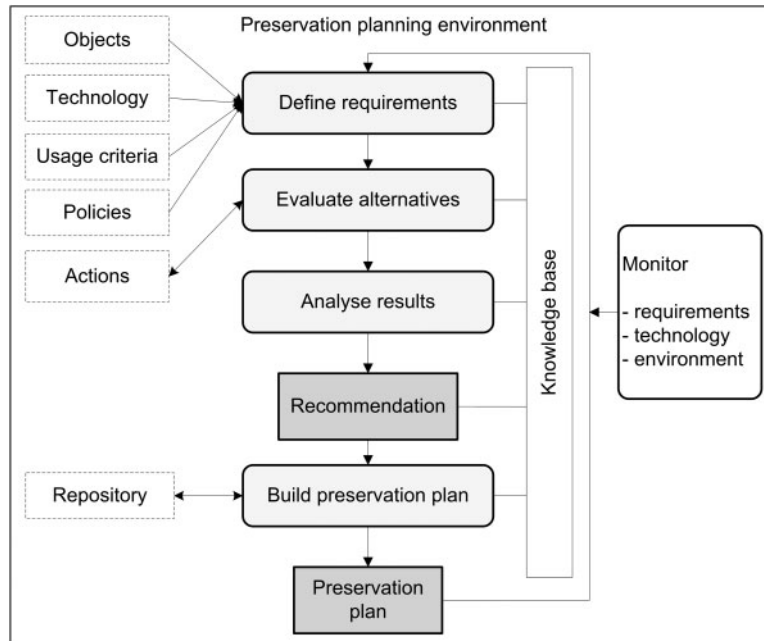 Preservation planning environment
Objects
Technology
Usage criteria
Policies
Actions
Repository
Define requirements
Evaluate alternatives
Analyse results
Recommendation
Build preservation plan
Preservation
plan
Knowledge base
Monitor
- requirements
- technology
- environment